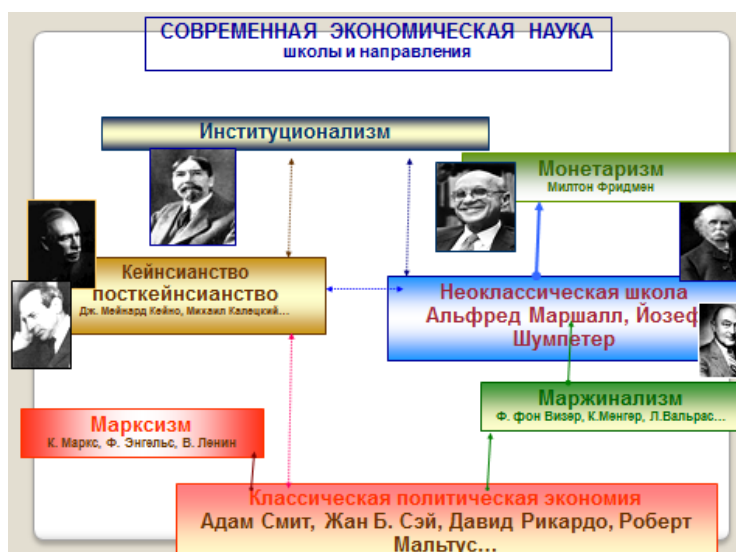 СОВРЕМЕННАЯ ЭКОНОМИЧЕСКАЯ НАУКА
школы и направления
Институционализм
Монетаризм
Милтон Фридмен
Кейнсианство
посткейнсианство
Дж. Мейнард Кейно, Михаил Калецкий...
Неоклассическая школа
Альфред Маршалл, Йозеф
Шумпетер
Маржинализм
Ф. фон Визер, К.Менгер, Л.Вальрас...
Марксизм
К. Маркс, Ф. Энгельс, В. Ленин
Классическая политическая экономия
Адам Смит, Жан Б. Сэй, Давид Рикардо, Роберт
Мальтус...